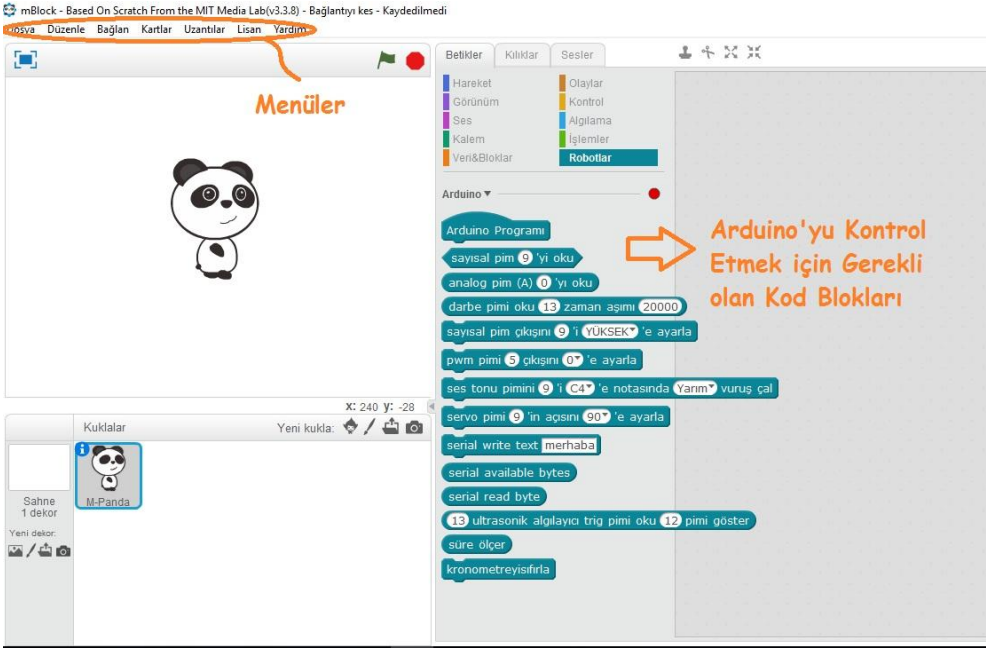 mBlock - Based On Scratch From the MIT Media Lab(v3.3.8) - Bağlantıyı kes - Kaydedilmedi
Dosya Düzenle Bağlan Kartlar Uzantılar Lisan Yardım
Menüler
X: 240 y: -28
Kuklalar Yeni kukla:
Sahne
1 dekor
Yeni dekor:
M-Panda
Betikler Kılıklar Sesler
Hareket Olaylar
Görünüm Kontrol
Ses Algılama
Kalem İşlemler
Veri&Bloklar Robotlar
Arduino
Arduino Programı
sayısal pim 9 'yi oku
analog pim (A) 0 'yı oku
darbe pimi oku 13 zaman aşımı 20000
sayısal pim çıkışını 9 'i YÜKSEK 'e ayarla
pwm pimi 5 çıkışını 0 'e ayarla
ses tonu pimini 9 'i C4 'e notasında Yarım vuruş çal
servo pimi 9 'in açısını 90 'e ayarla
serial write text merhaba
serial available bytes
serial read byte
13 ultrasonik algılayıcı trig pimi oku 12 pimi göster
süre ölçer
kronometreyisıfırla
Arduino'yu Kontrol
Etmek için Gerekli
olan Kod Blokları